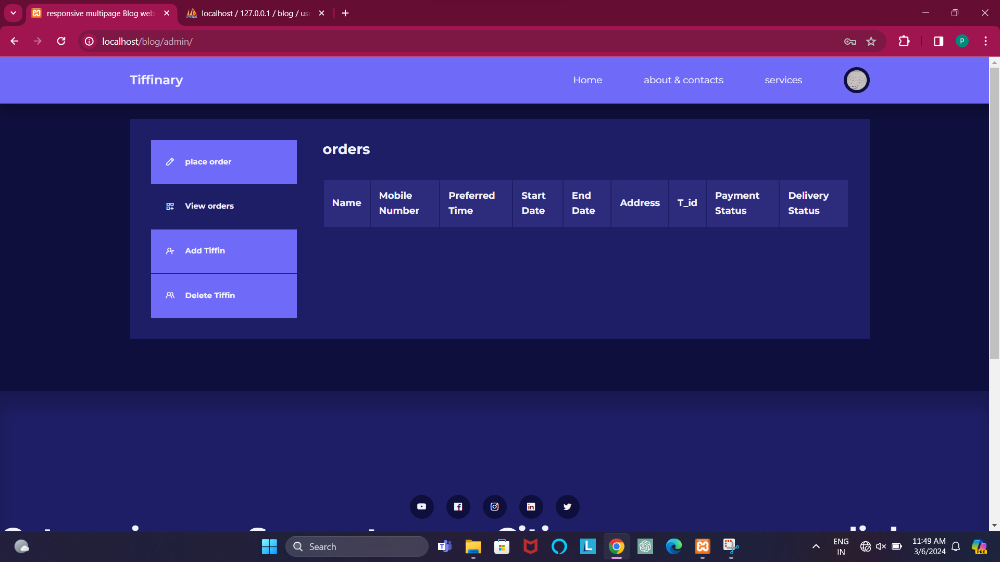 responsive multipage Blog web
localhost / 127.0.0.1 / blog / use
localhost/blog/admin/
P
Tiffinary
Home
about & contacts
services
place order
View orders
Add Tiffin
Delete Tiffin
orders
Name
Mobile
Number
Preferred
Time
Start
Date
End
Date
Address
T_id
Payment
Status
Delivery
Status
Search
ENG
IN
11:49 AM
3/6/2024
PRE